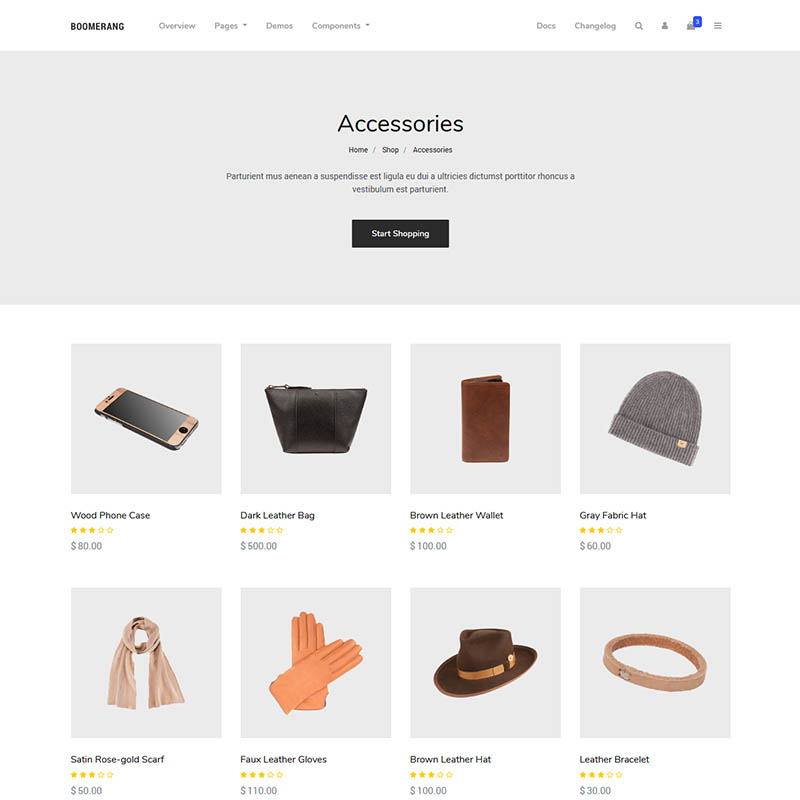 BOOMERANG Overview Pages Demos Components Docs Changelog 3
Accessories
Home / Shop / Accessories
Parturient mus aenean a suspendisse est ligula eu dui a ultricies dictumst porttitor rhoncus a
vestibulum est parturient.
Start Shopping
Wood Phone Case Dark Leather Bag Brown Leather Wallet Gray Fabric Hat
$ 80.00 $ 500.00 $ 100.00 $ 60.00
Satin Rose-gold Scarf Faux Leather Gloves Brown Leather Hat Leather Bracelet
$ 50.00 $ 110.00 $ 100.00 $ 30.00